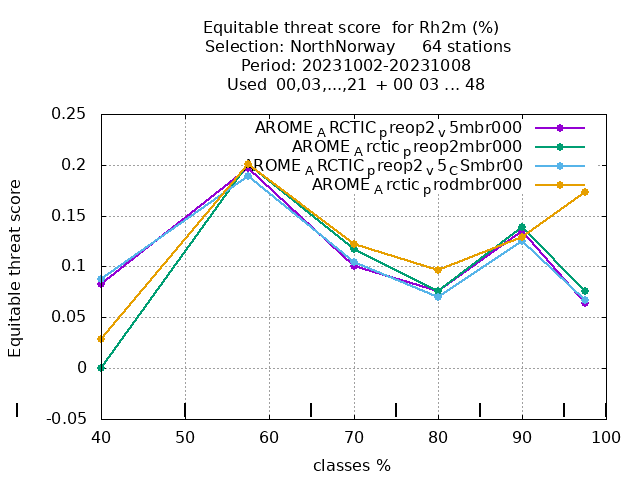 Equitable threat score for Rh2m (%)
Selection: NorthNorway 64 stations
Period: 20231002-20231008
Used 00,03,...,21 + 00 03 ... 48
0.25
0.2
0.15
0.1
0.05
0
-0.05
Equitable threat score
AROME_ARCTIC_preop2_v5mbr000
AROME_Arctic_preop2mbr000
AROME_ARCTIC_preop2_v5_CSmbr00
AROME_Arctic_prodmbr000
40 50 60 70 80 90 100
classes %